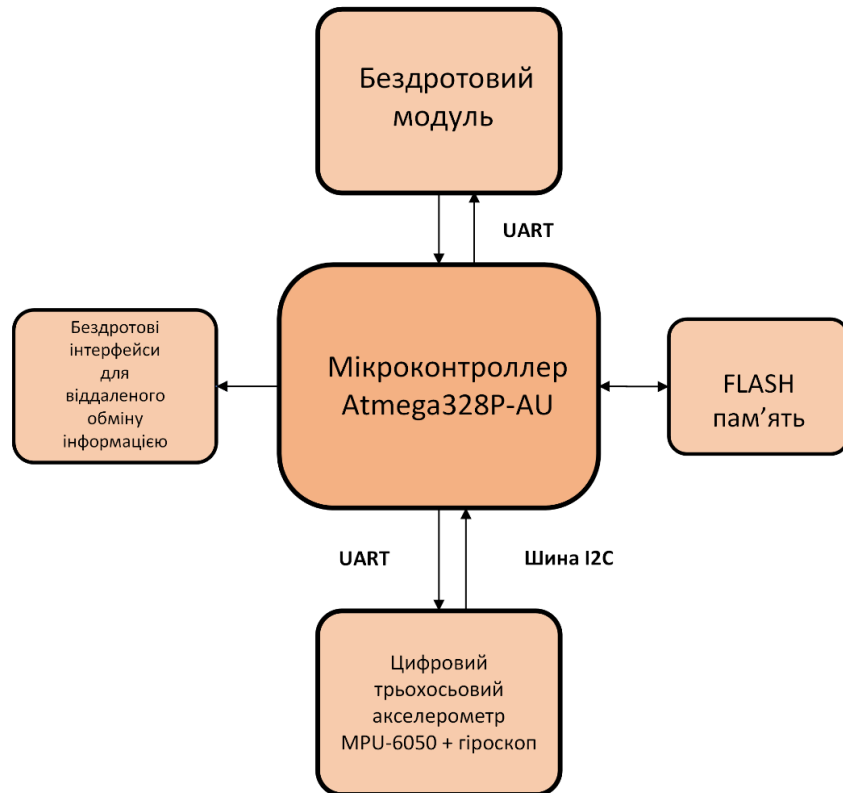 Бездротовий
модуль
UART
Бездротові
інтерфейси
для
віддаленого
обміну
інформацією
Мікроконтроллер
Atmega328P-AU
FLASH
пам’ять
UART
Шина I2C
Цифровий
трьохосьовий
акселерометр
MPU-6050 + гіроскоп